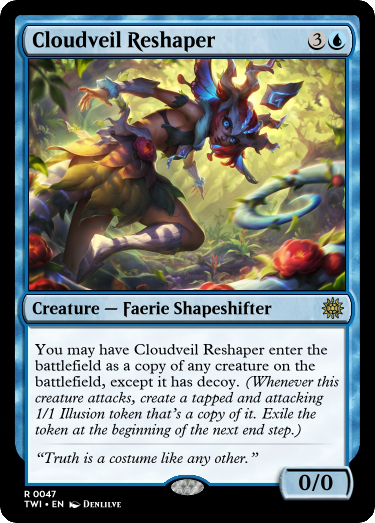 Cloudveil Reshaper 3
Creature — Faerie Shapeshifter
You may have Cloudveil Reshaper enter the
battlefield as a copy of any creature on the
battlefield, except it has decoy. (Whenever this
creature attacks, create a tapped and attacking
1/1 Illusion token that's a copy of it. Exile the
token at the beginning of the next end step.)
“Truth is a costume like any other.”
0/0
R 0047
TWI • EN DENLILVE